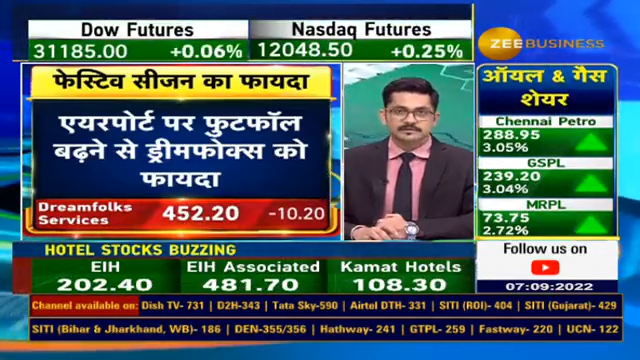 Dow Futures
31185.00 +0.06%
Nasdaq Futures
12048.50 +0.25%
ZEE BUSINESS
फेस्टिव सीजन का फायदा
एयरपोर्ट पर फुटफॉल
बढ़ने से ड्रीमफोक्स को
फायदा
Dreamfolks
Services
452.20 -10.20
ऑयल & गैस
शेयर
Chennai Petro
288.95
3.05%
GSPL
239.20
3.04%
MRPL
73.75
2.72%
HOTEL STOCKS BUZZING
EIH
202.40
EIH Associated
481.70
Kamat Hotels
108.30
Follow us on
07:09:2022
Channel available on: Dish TV- 731 | D2H-343 | Tata Sky-590 | Airtel DTH- 331 | SITI (ROI)- 404 | SITI (Gujarat)- 429
SITI (Bihar & Jharkhand, WB)- 186 | DEN-355/356 | Hathway- 241 | GTPL- 259 | Fastway- 220 | UCN- 122